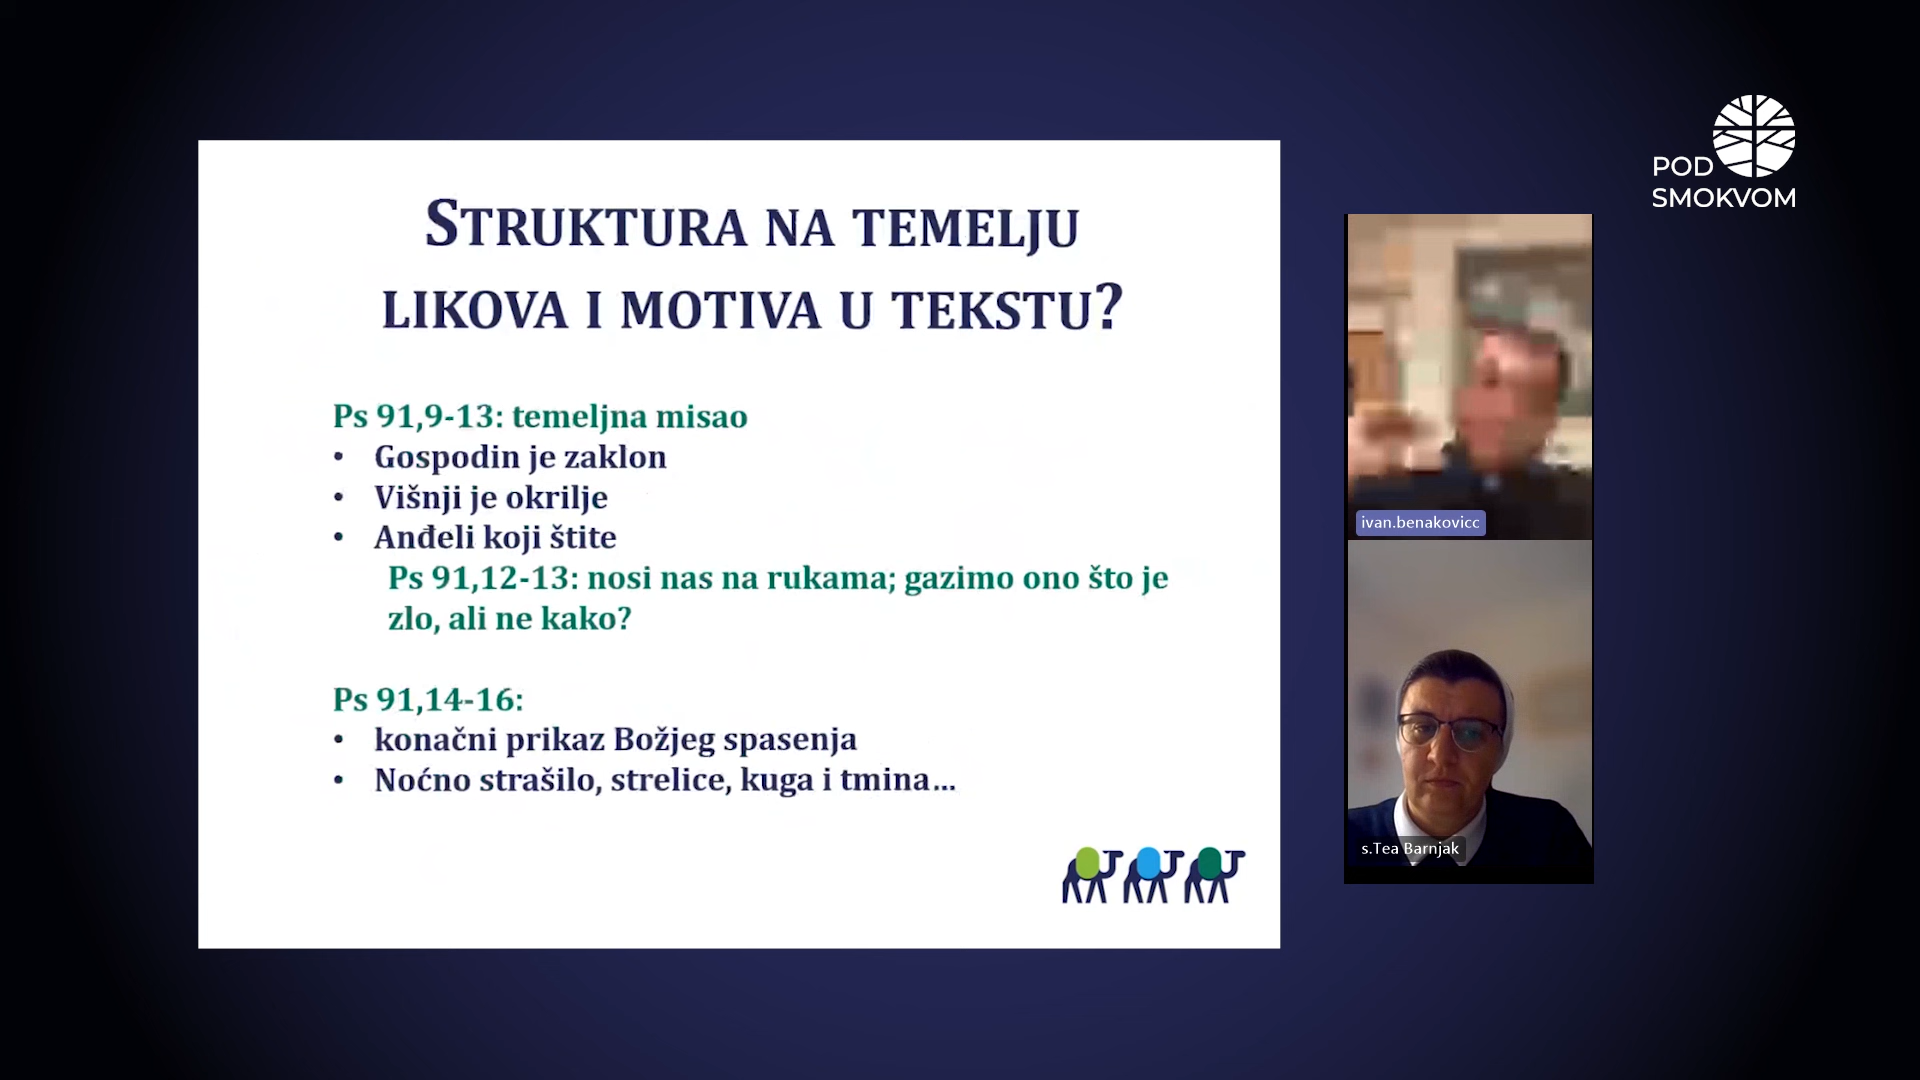 POD
SMOKVOM
STRUKTURA NA TEMELJU
LIKOVA I MOTIVA U TEKSTU?
Ps 91,9-13: temeljna misao
• Gospodin je zaklon
• Višnji je okrilje
• Anđeli koji štite
Ps 91,12-13: nosi nas na rukama; gazimo ono što je
zlo, ali ne kako?
Ps 91,14-16:
• konačni prikaz Božjeg spasenja
• Noćno strašilo, strelice, kuga i tmina...
ivan.benakovicc
s.Tea Barnjak